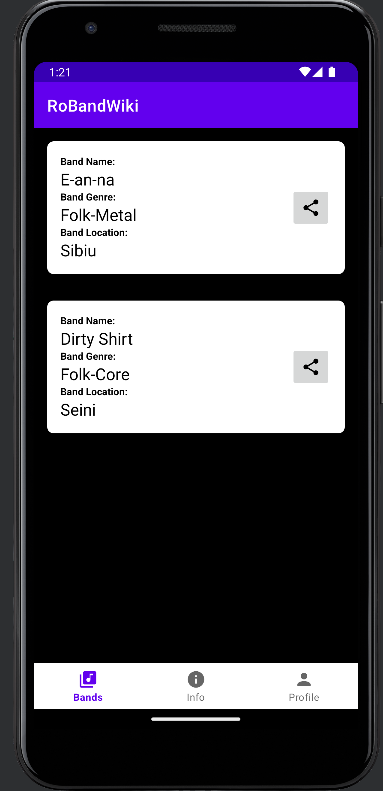 1:21
RoBandWiki
Band Name:
E-an-na
Band Genre:
Folk-Metal
Band Location:
Sibiu
Band Name:
Dirty Shirt
Band Genre:
Folk-Core
Band Location:
Seini
Bands Info Profile